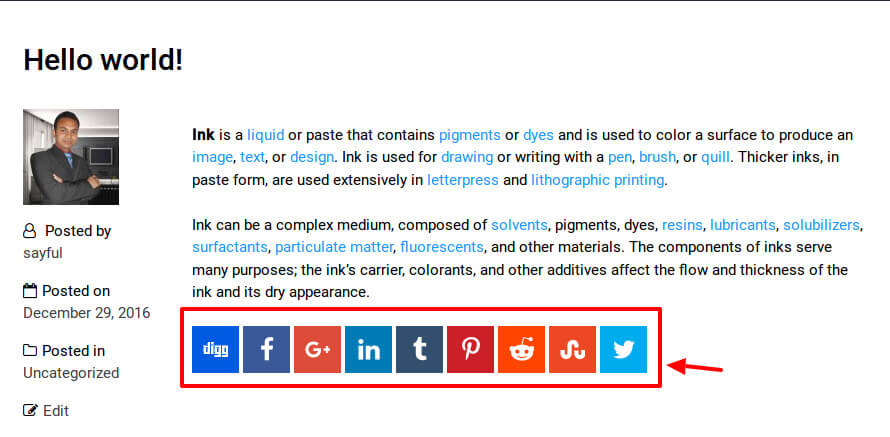 Hello world!
Ink is a liquid or paste that contains pigments or dyes and is used to color a surface to produce an
image, text, or design. Ink is used for drawing or writing with a pen, brush, or quill. Thicker inks, in
paste form, are used extensively in letterpress and lithographic printing.
Ink can be a complex medium, composed of solvents, pigments, dyes, resins, lubricants, solubilizers,
surfactants, particulate matter, fluorescents, and other materials. The components of inks serve
many purposes; the ink’s carrier, colorants, and other additives affect the flow and thickness of the
ink and its dry appearance.
Posted by
sayful
Posted on
December 29, 2016
Posted in
Uncategorized
Edit
digg f G+ in t